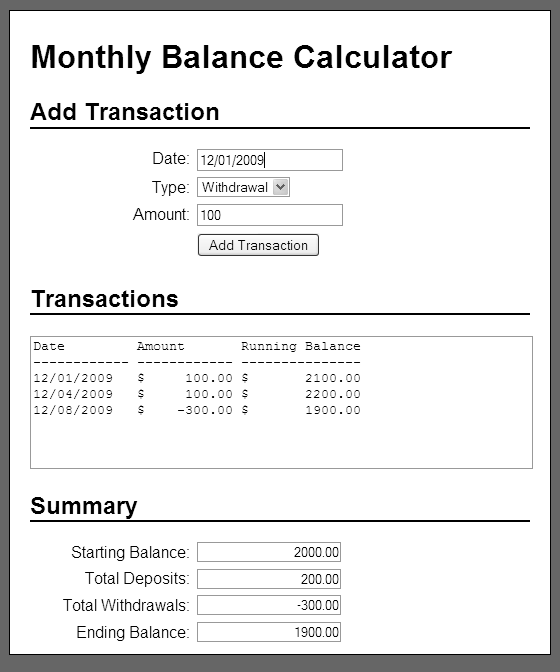 Monthly Balance Calculator
Add Transaction
Date: 12/01/2009
Type: Withdrawal
Amount: 100
Add Transaction
Transactions
Date         Amount       Running Balance
------------ ------------ ---------------
12/01/2009   $     100.00 $       2100.00
12/04/2009   $     100.00 $       2200.00
12/08/2009   $    -300.00 $       1900.00
Summary
Starting Balance: 2000.00
Total Deposits: 200.00
Total Withdrawals: -300.00
Ending Balance: 1900.00